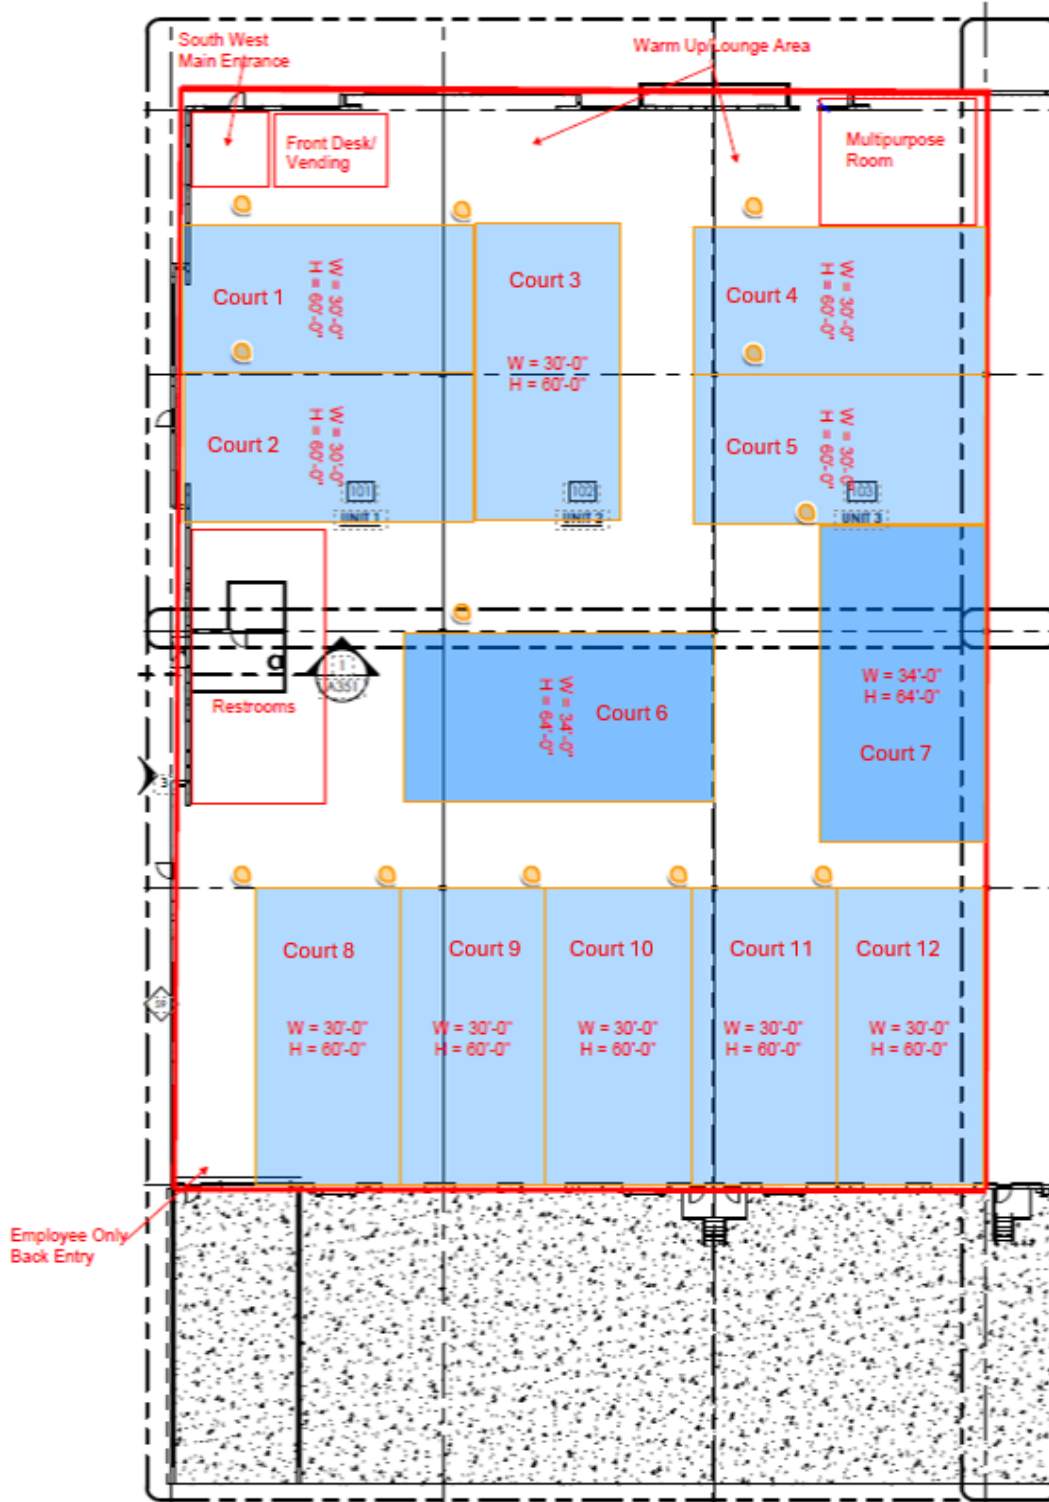 South West
Main Entrance
Warm Up/Lounge Area
Front Desk/
Vending
Multipurpose
Room
Court 1
W = 30'-0"
H = 60'-0"
Court 3
W = 30'-0"
H = 60'-0"
Court 4
W = 30'-0"
H = 60'-0"
Court 2
W = 30'-0"
H = 60'-0"
Court 5
W = 30'-0"
H = 60'-0"
101
UNIT 1
102
UNIT 2
103
UNIT 3
1
A351
Restrooms
W = 34'-0"
H = 64'-0"
Court 6
W = 34'-0"
H = 64'-0"
Court 7
3
Court 8
W = 30'-0"
H = 60'-0"
Court 9
W = 30'-0"
H = 60'-0"
Court 10
W = 30'-0"
H = 60'-0"
Court 11
W = 30'-0"
H = 60'-0"
Court 12
W = 30'-0"
H = 60'-0"
Employee Only
Back Entry